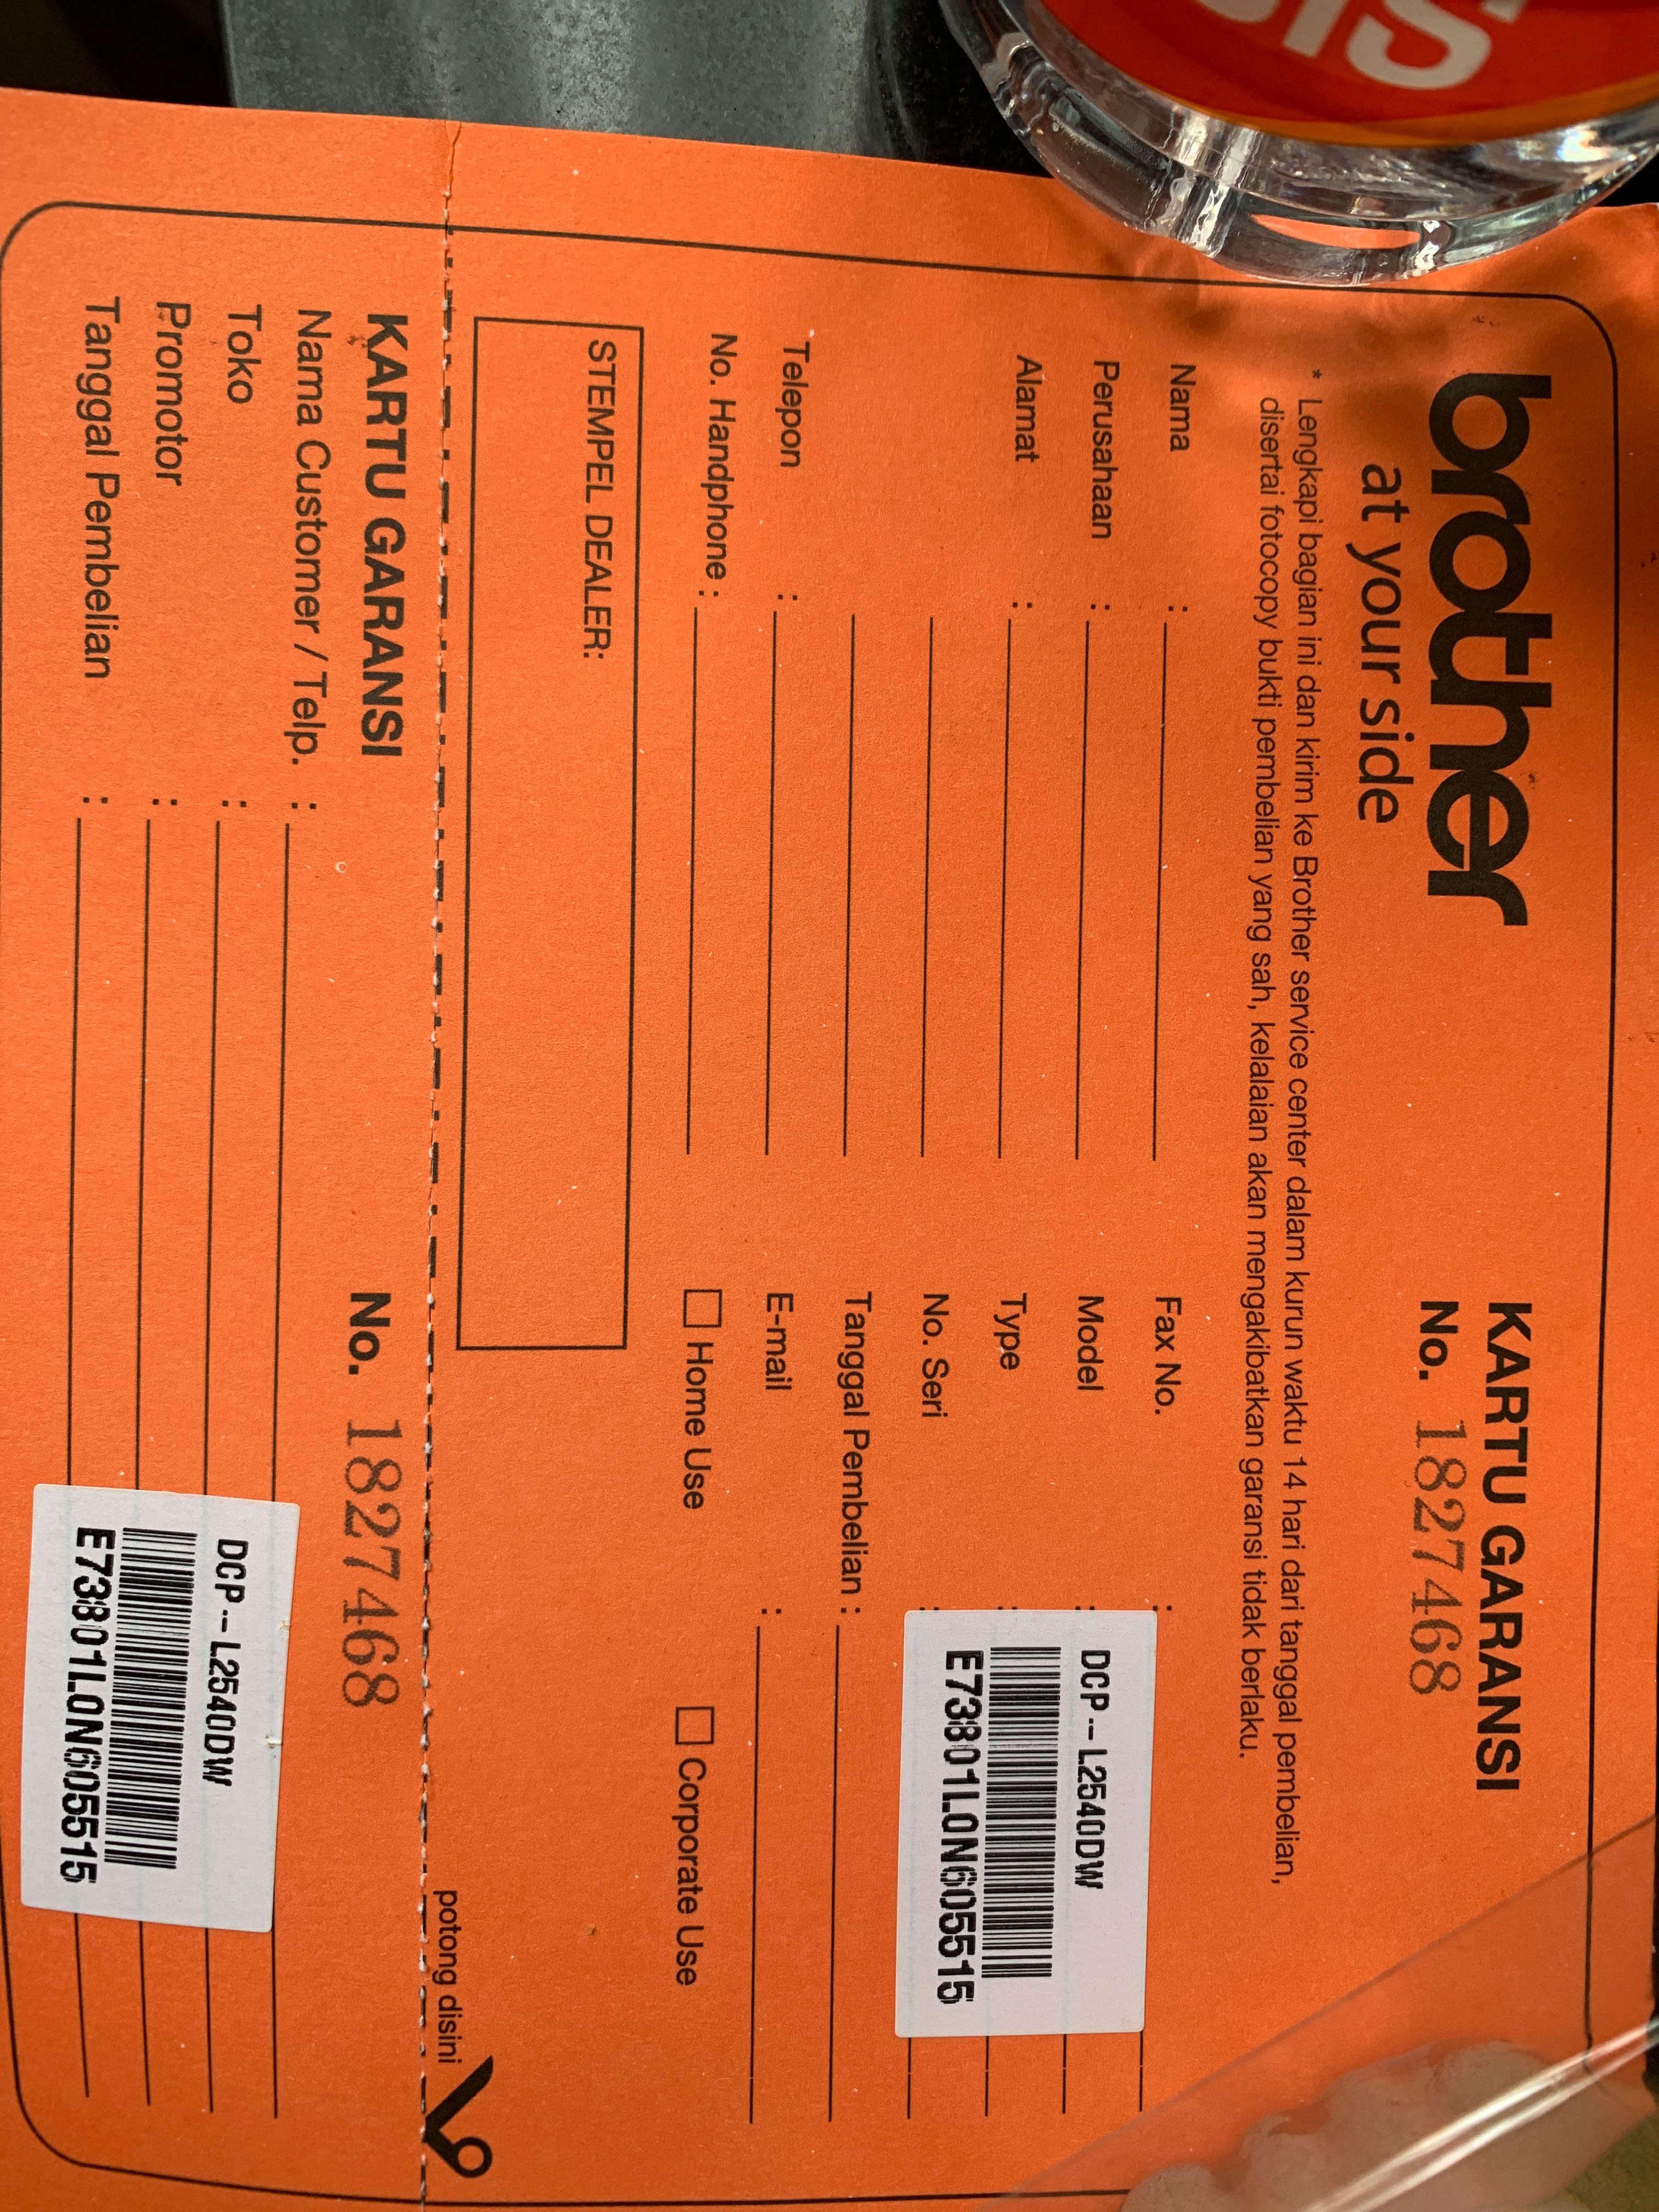 brother
at your side
KARTU GARANSI
No. 1827468
* Lengkapi bagian ini dan kirim ke Brother service center dalam kurun waktu 14 hari dari tanggal pembelian,
disertai fotocopy bukti pembelian yang sah, kelalaian akan mengakibatkan garansi tidak berlaku.
Nama :
Perusahaan :
Alamat :
Telepon :
No. Handphone :
Fax No. :
Model :
Type :
No. Seri :
Tanggal Pembelian :
E-mail :
DCP--L2540DW
E73801L0N605515
Home Use
Corporate Use
STEMPEL DEALER:
potong disini
KARTU GARANSI
No. 1827468
Nama Customer / Telp. :
Toko :
Promotor :
Tanggal Pembelian :
DCP--L2540DW
E73801L0N605515